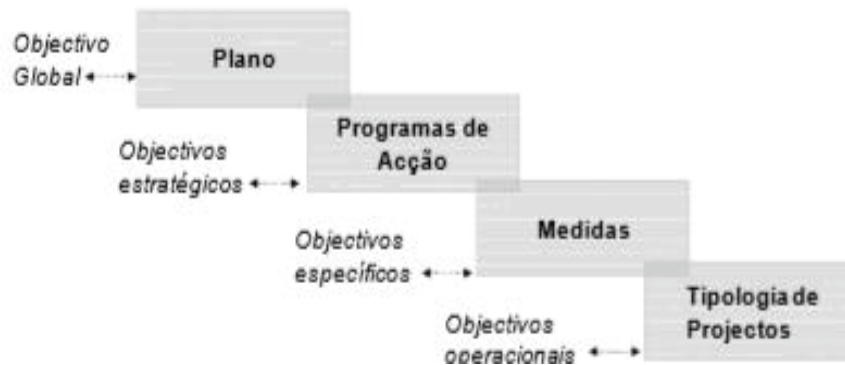 Objectivo
Global
Plano
Objectivos
estratégicos
Programas de
Acção
Objectivos
específicos
Medidas
Objectivos
operacionais
Tipologia de
Projectos